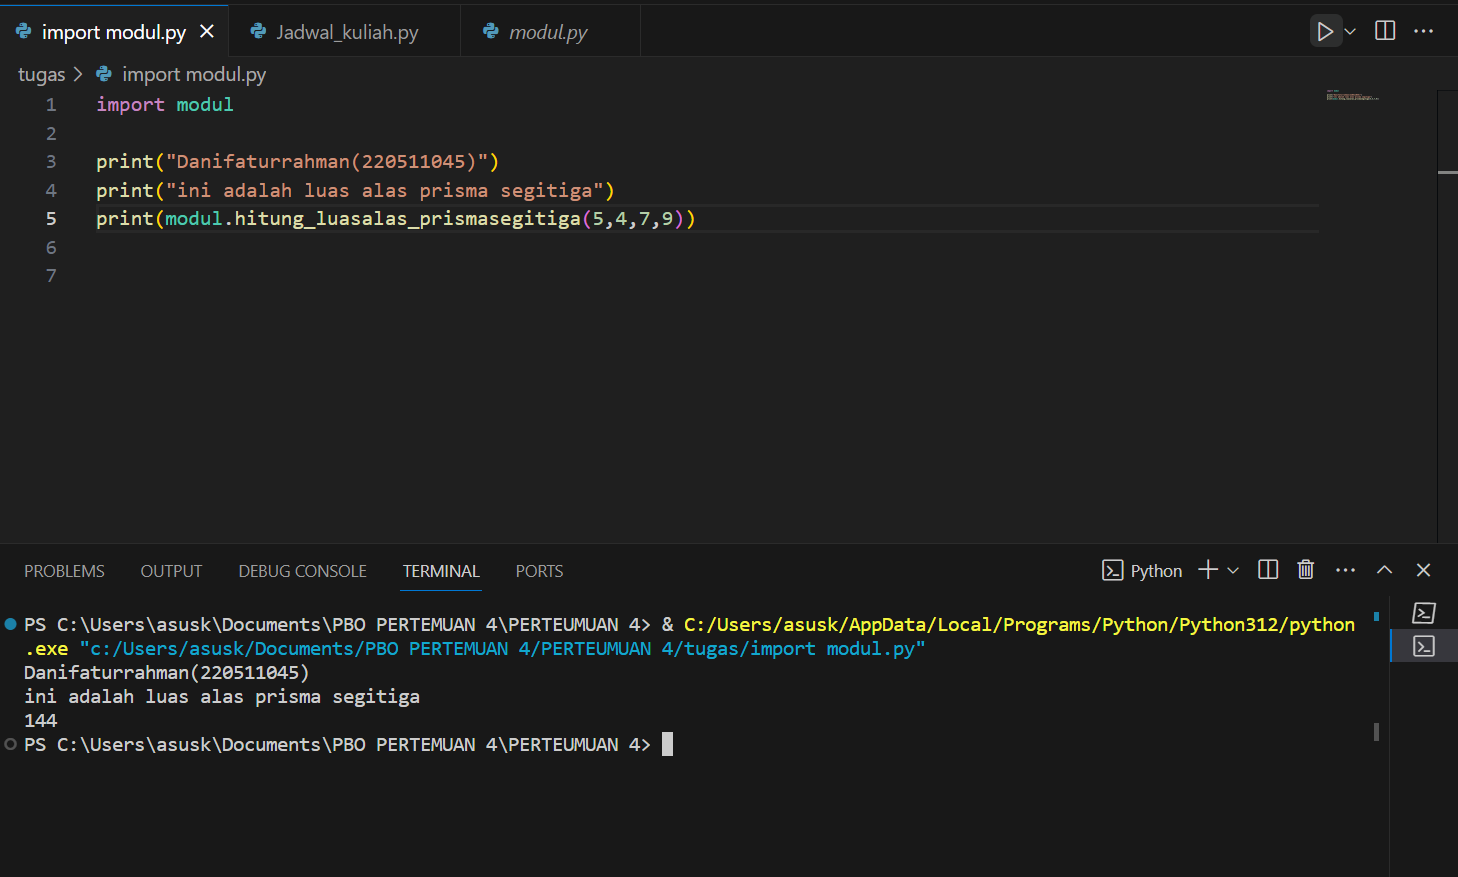 import modul.py Jadwal_kuliah.py modul.py
tugas > import modul.py
1 import modul
2
3 print("Danifaturrahman(220511045)")
4 print("ini adalah luas alas prisma segitiga")
5 print(modul.hitung_luasalas_prismasegitiga(5,4,7,9))
6
7
PROBLEMS OUTPUT DEBUG CONSOLE TERMINAL PORTS Python
PS C:\Users\asusk\Documents\PBO PERTEMUAN 4\PERTEUMUAN 4> & C:/Users/asusk/AppData/Local/Programs/Python/Python312/python
.exe "c:/Users/asusk/Documents/PBO PERTEMUAN 4/PERTEUMUAN 4/tugas/import modul.py"
Danifaturrahman(220511045)
ini adalah luas alas prisma segitiga
144
PS C:\Users\asusk\Documents\PBO PERTEMUAN 4\PERTEUMUAN 4>